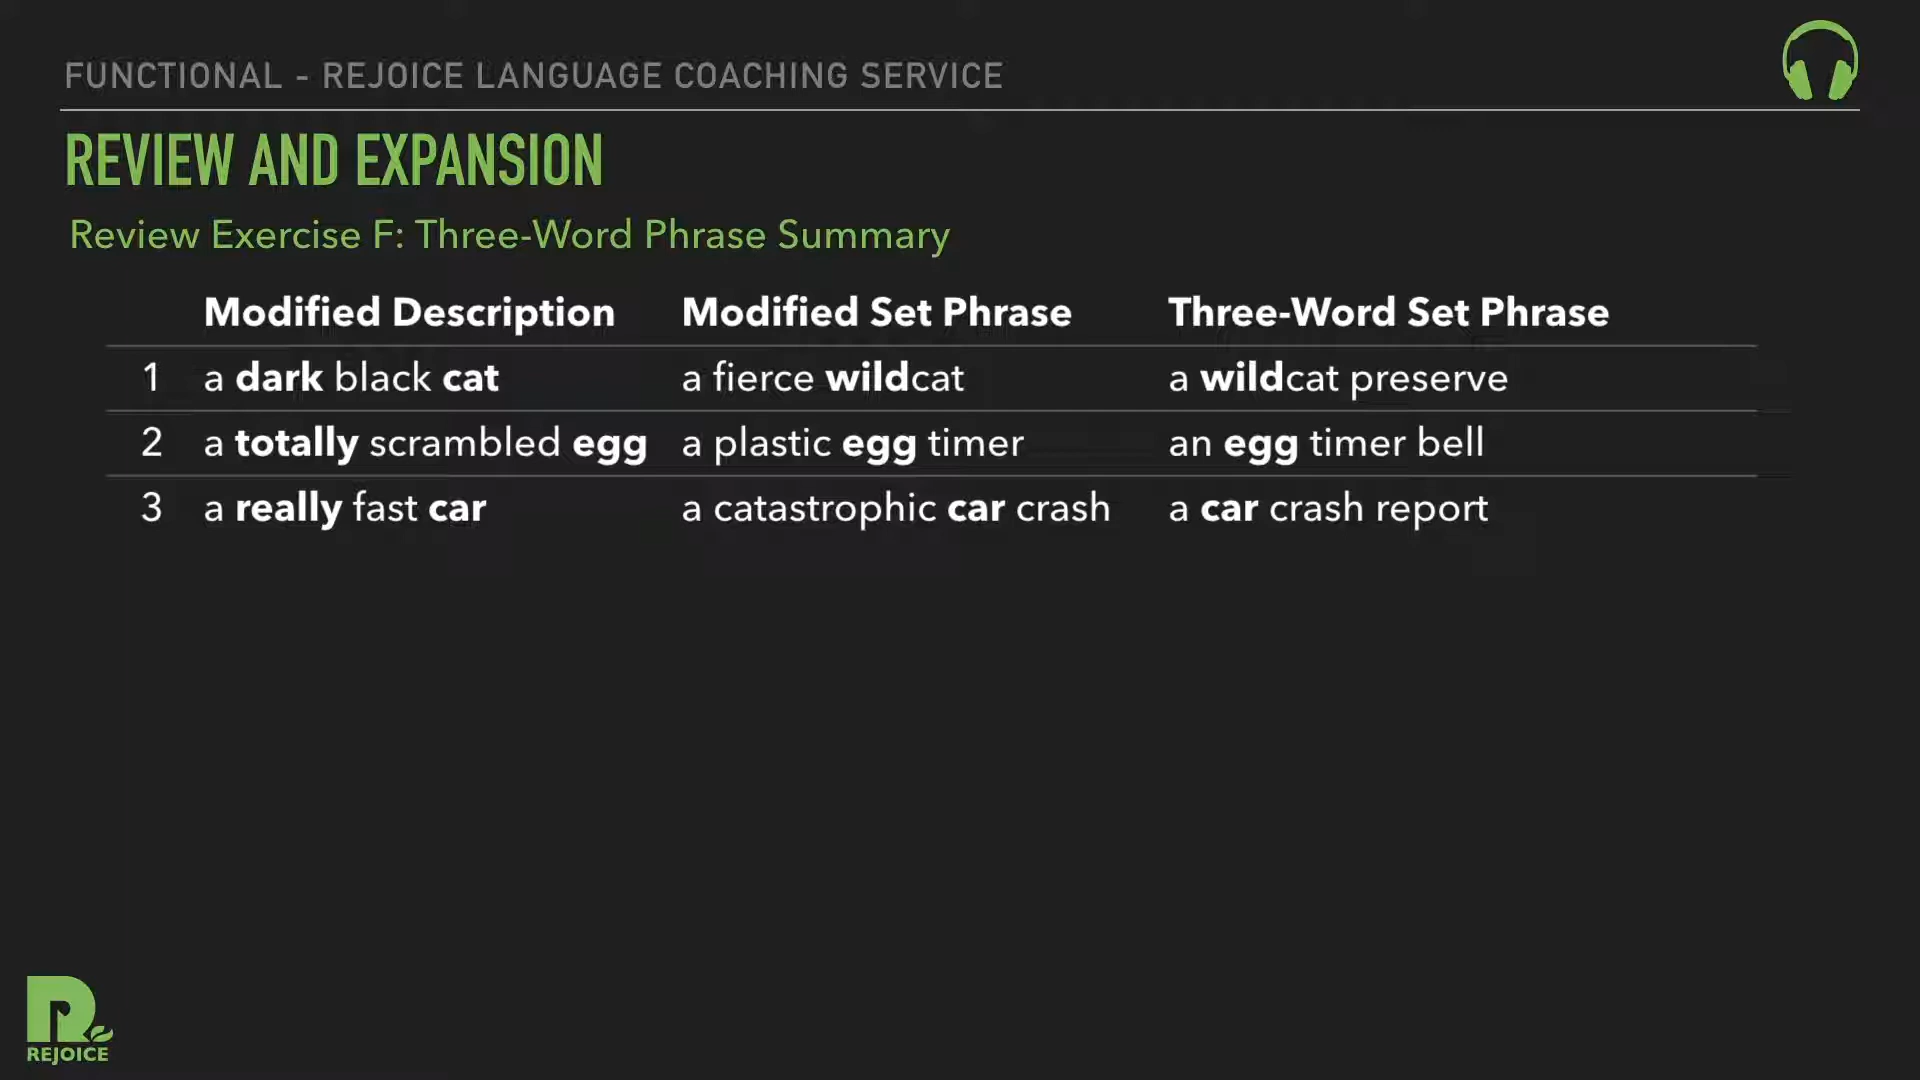 FUNCTIONAL - REJOICE LANGUAGE COACHING SERVICE
REVIEW AND EXPANSION
Review Exercise F: Three-Word Phrase Summary
Modified Description Modified Set Phrase Three-Word Set Phrase
1 a dark black cat a fierce wildcat a wildcat preserve
2 a totally scrambled egg a plastic egg timer an egg timer bell
3 a really fast car a catastrophic car crash a car crash report
REJOICE